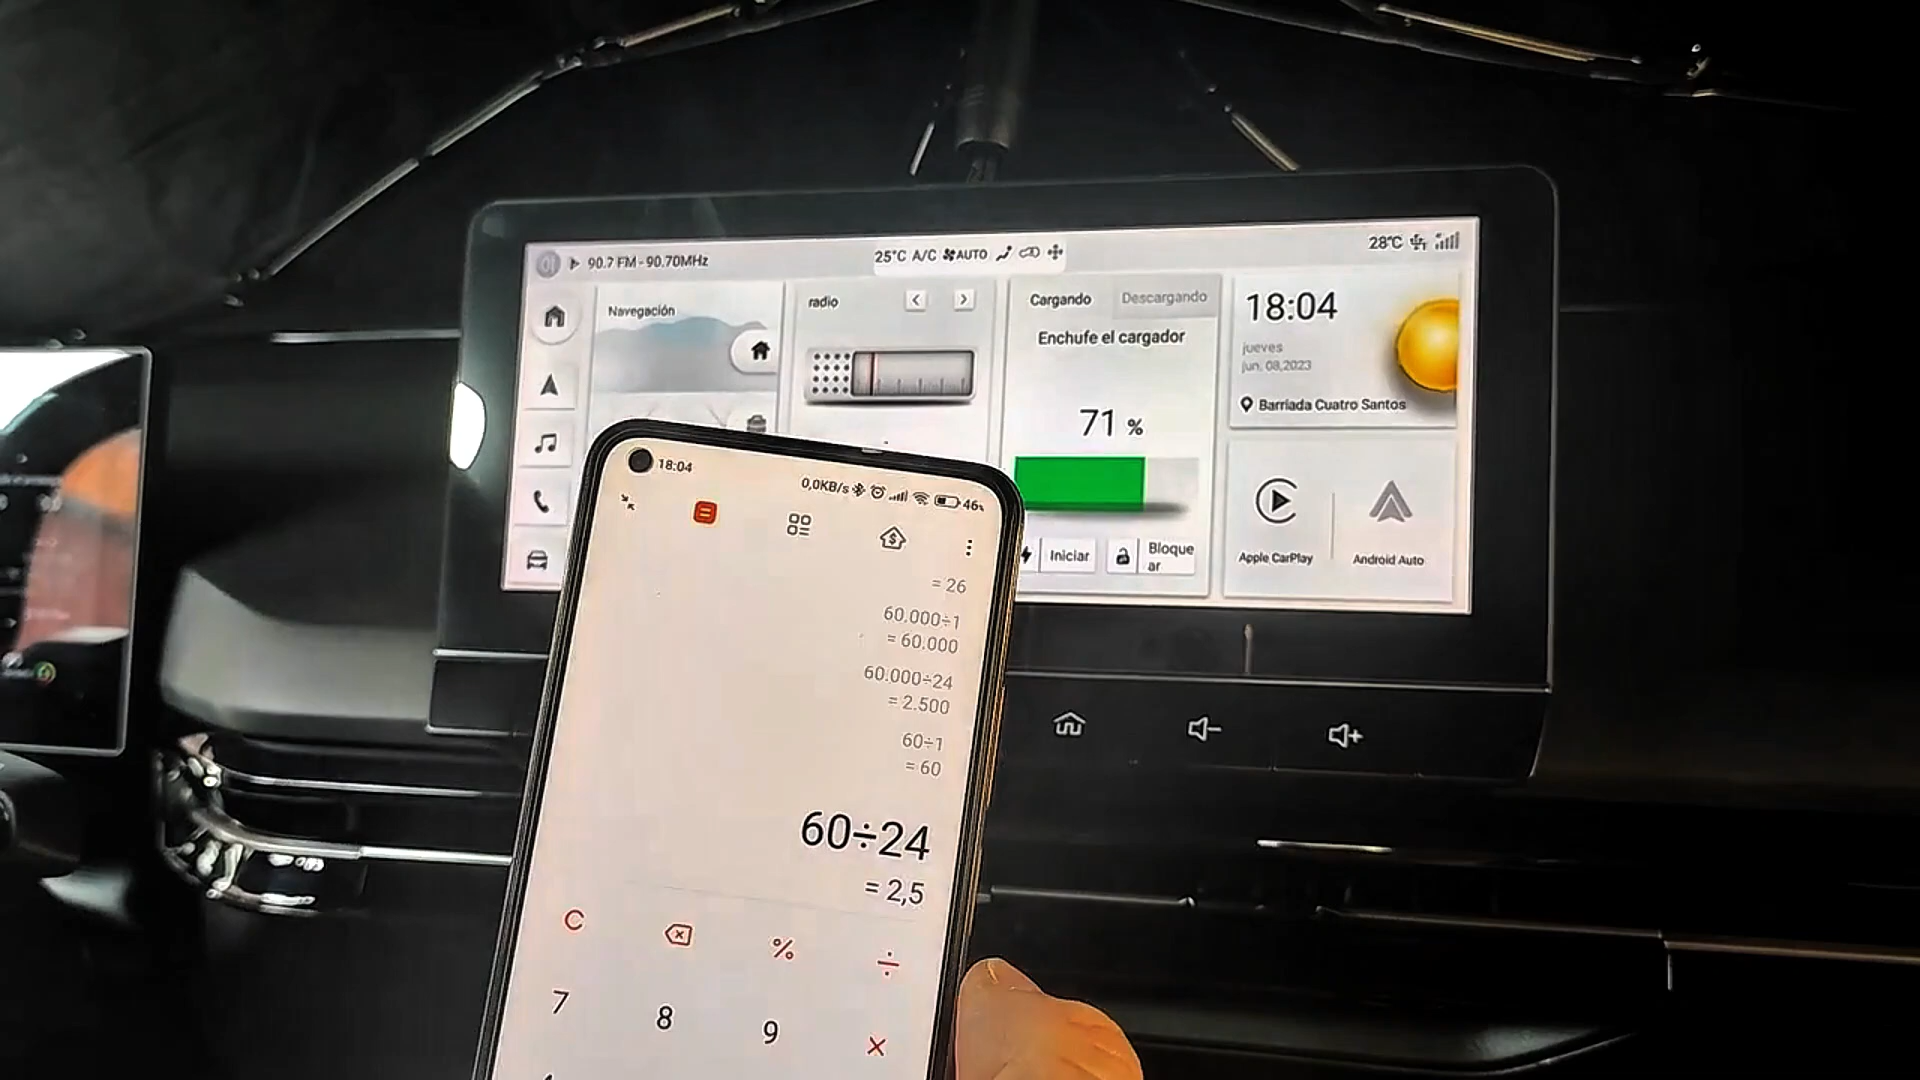 90.7 FM - 90.70MHz
25°C A/C AUTO
28°C
Navegación
radio
Cargando
Descargando
Enchufe el cargador
71 %
Iniciar
Bloque
ar
18:04
jueves
jun. 08,2023
Barriada Cuatro Santos
Apple CarPlay
Android Auto
18:04
0,0KB/s
46%
= 26
60.000÷1
= 60.000
60.000÷24
= 2.500
60÷1
= 60
60÷24
= 2,5
C
%
÷
7
8
9
×